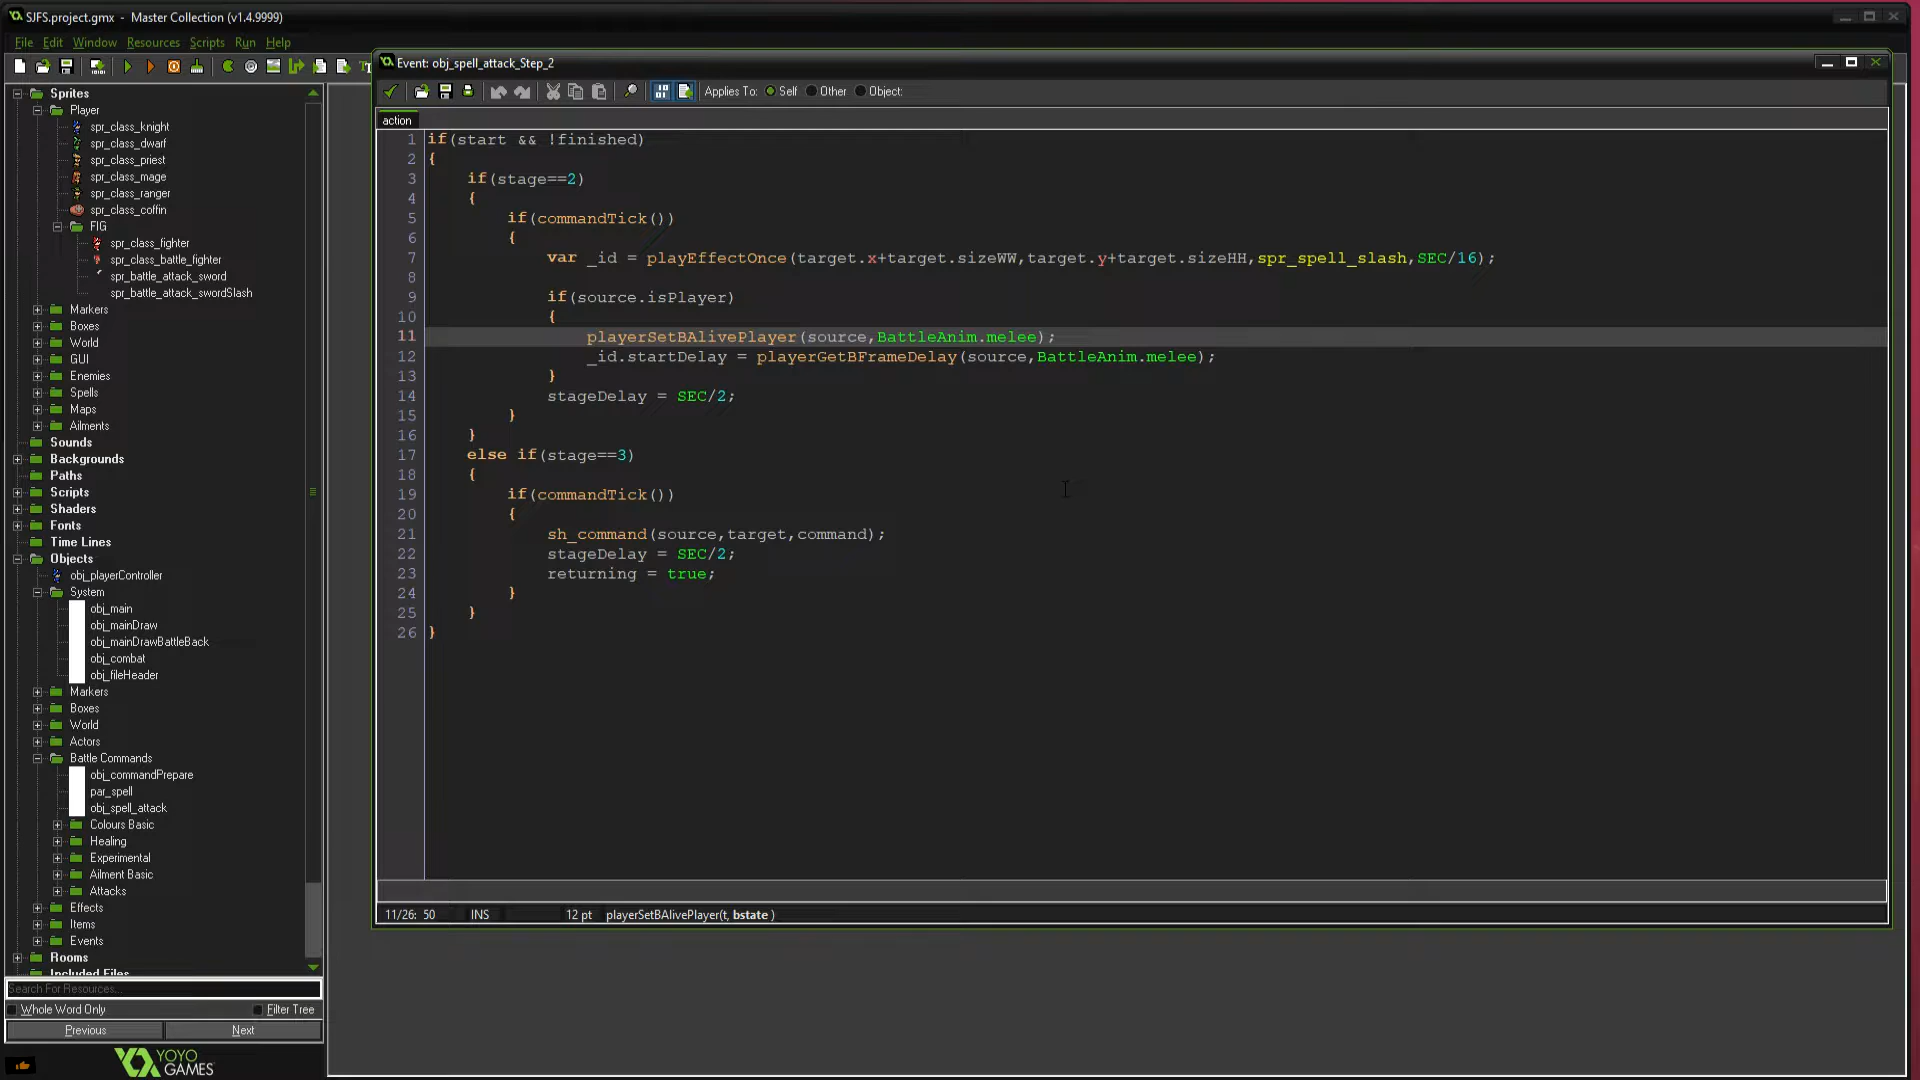 SJFS.project.gmx - Master Collection (v1.4.9999)
File Edit Window Resources Scripts Run Help
Event: obj_spell_attack_Step_2
Applies To: Self Other Object:
action
1 if(start && !finished)
2 {
3 if(stage==2)
4 {
5 if(commandTick())
6 {
7 var _id = playEffectOnce(target.x+target.sizeWW,target.y+target.sizeHH,spr_spell_slash,SEC/16);
8
9 if(source.isPlayer)
10 {
11 playerSetBAlivePlayer(source,BattleAnim.melee);
12 _id.startDelay = playerGetBFrameDelay(source,BattleAnim.melee);
13 }
14 stageDelay = SEC/2;
15 }
16 }
17 else if(stage==3)
18 {
19 if(commandTick())
20 {
21 sh_command(source,target,command);
22 stageDelay = SEC/2;
23 returning = true;
24 }
25 }
26 }
11/26: 50 INS 12 pt playerSetBAlivePlayer(t, bstate )
Sprites
Player
spr_class_knight
spr_class_dwarf
spr_class_priest
spr_class_mage
spr_class_ranger
spr_class_coffin
FIG
spr_class_fighter
spr_class_battle_fighter
spr_battle_attack_sword
spr_battle_attack_swordSlash
Markers
Boxes
World
GUI
Enemies
Spells
Maps
Ailments
Sounds
Backgrounds
Paths
Scripts
Shaders
Fonts
Time Lines
Objects
obj_playerController
System
obj_main
obj_mainDraw
obj_mainDrawBattleBack
obj_combat
obj_fileHeader
Markers
Boxes
World
Actors
Battle Commands
obj_commandPrepare
par_spell
obj_spell_attack
Colours Basic
Healing
Experimental
Ailment Basic
Attacks
Effects
Items
Events
Rooms
Included Files
Search For Resources...
Whole Word Only Filter Tree
Previous Next
YOYO
GAMES